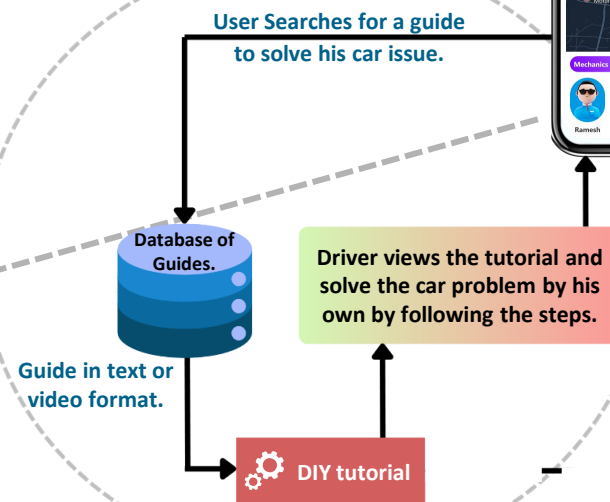 User Searches for a guide
to solve his car issue.
Mechanics
Ramesh
Database of
Guides.
Driver views the tutorial and
solve the car problem by his
own by following the steps.
Guide in text or
video format.
DIY tutorial